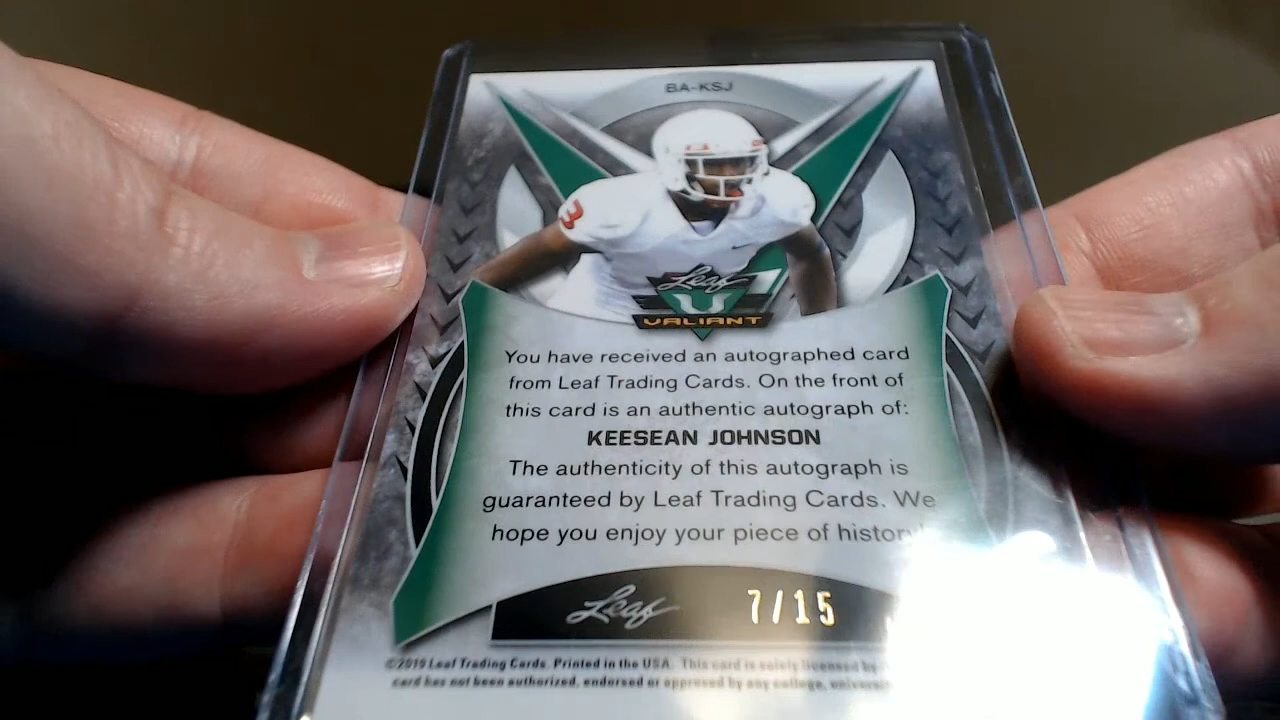 BA-KSJ
3
Leaf
VALIANT
You have received an autographed card
from Leaf Trading Cards. On the front of
this card is an authentic autograph of:
KEESEAN JOHNSON
The authenticity of this autograph is
guaranteed by Leaf Trading Cards. We
hope you enjoy your piece of history
Leaf 7/15
©2019 Leaf Trading Cards. Printed in the USA. This card is solely licensed by
card has not been authorized, endorsed or approved by any college,